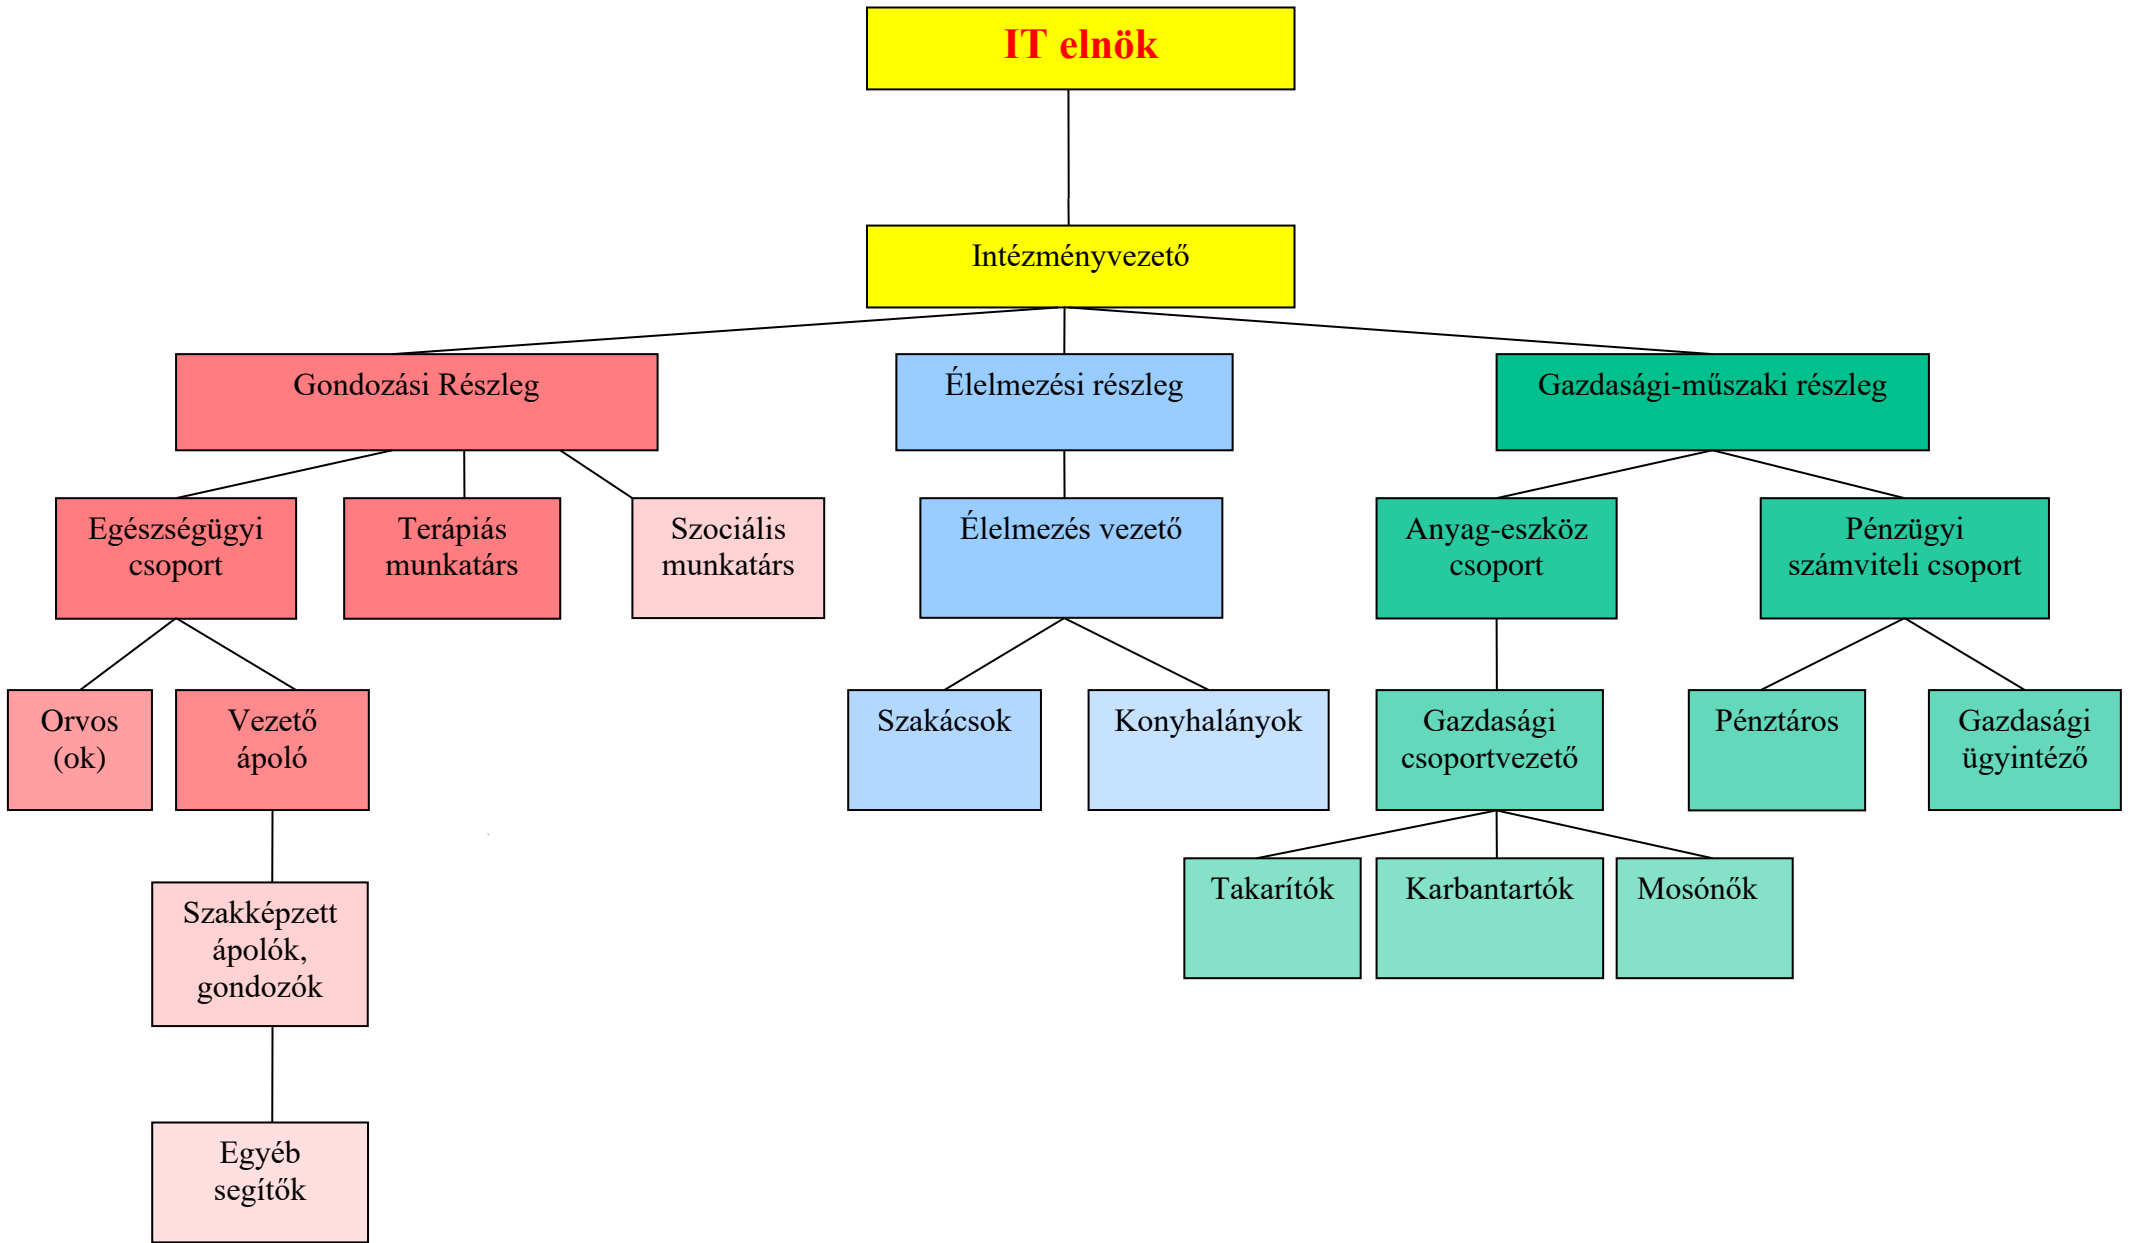 IT elnök
Intézményvezető
Gondozási Részleg
Élelmezési részleg
Gazdasági-műszaki részleg
Egészségügyi
csoport
Terápiás
munkatárs
Szociális
munkatárs
Élelmezés vezető
Anyag-eszköz
csoport
Pénzügyi
számviteli csoport
Orvos
(ok)
Vezető
ápoló
Szakácsok
Konyhalányok
Gazdasági
csoportvezető
Pénztáros
Gazdasági
ügyintéző
Takarítók
Karbantartók
Mosónők
Szakképzett
ápolók,
gondozók
Egyéb
segítők